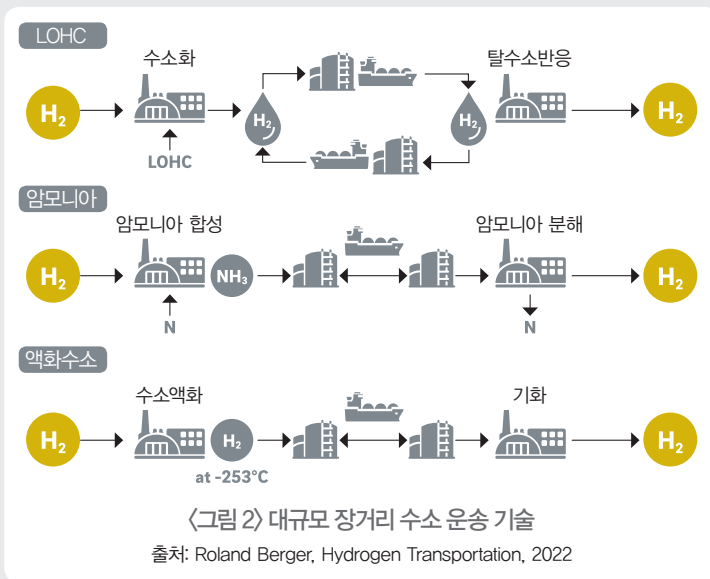 LOHC
수소화
탈수소반응
H₂
H₂
H₂
H₂
LOHC
암모니아
암모니아 합성
암모니아 분해
H₂
NH₃
H₂
N
N
액화수소
수소액화
기화
H₂
H₂
H₂
at -253°C
〈그림 2〉 대규모 장거리 수소 운송 기술
출처: Roland Berger, Hydrogen Transportation, 2022